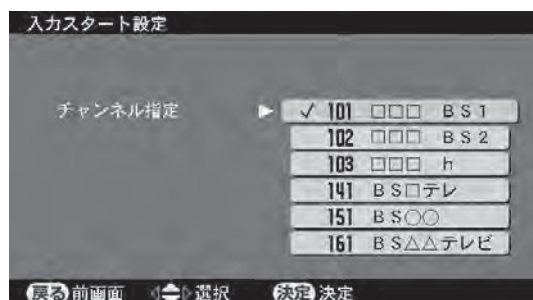 入力スタート設定
チャンネル指定 ▶ ✓ 101 □□□ BS1
102 □□□ BS2
103 □□□ h
141 BS□テレ
151 BS○○
161 BS△△テレビ
戻る 前画面 選択 決定 決定